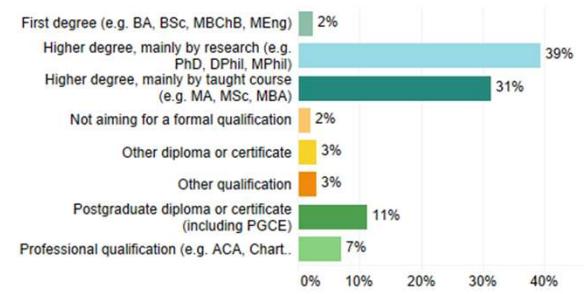 First degree (e.g. BA, BSc, MBChB, MEng) 2%
Higher degree, mainly by research (e.g.
PhD, DPhil, MPhil) 39%
Higher degree, mainly by taught course
(e.g. MA, MSc, MBA) 31%
Not aiming for a formal qualification 2%
Other diploma or certificate 3%
Other qualification 3%
Postgraduate diploma or certificate
(including PGCE) 11%
Professional qualification (e.g. ACA, Chart.. 7%
0% 10% 20% 30% 40%